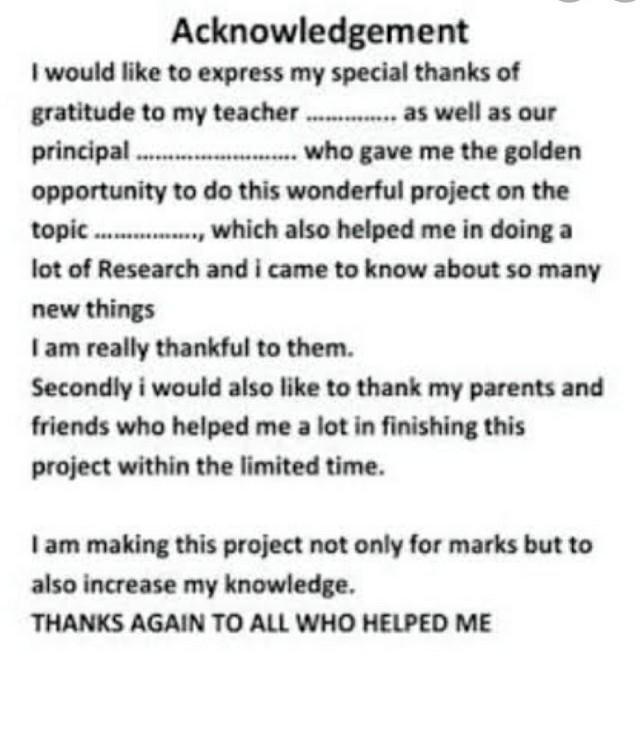 Acknowledgement
I would like to express my special thanks of
gratitude to my teacher .............. as well as our
principal ......................... who gave me the golden
opportunity to do this wonderful project on the
topic ................., which also helped me in doing a
lot of Research and i came to know about so many
new things
I am really thankful to them.
Secondly i would also like to thank my parents and
friends who helped me a lot in finishing this
project within the limited time.
I am making this project not only for marks but to
also increase my knowledge.
THANKS AGAIN TO ALL WHO HELPED ME